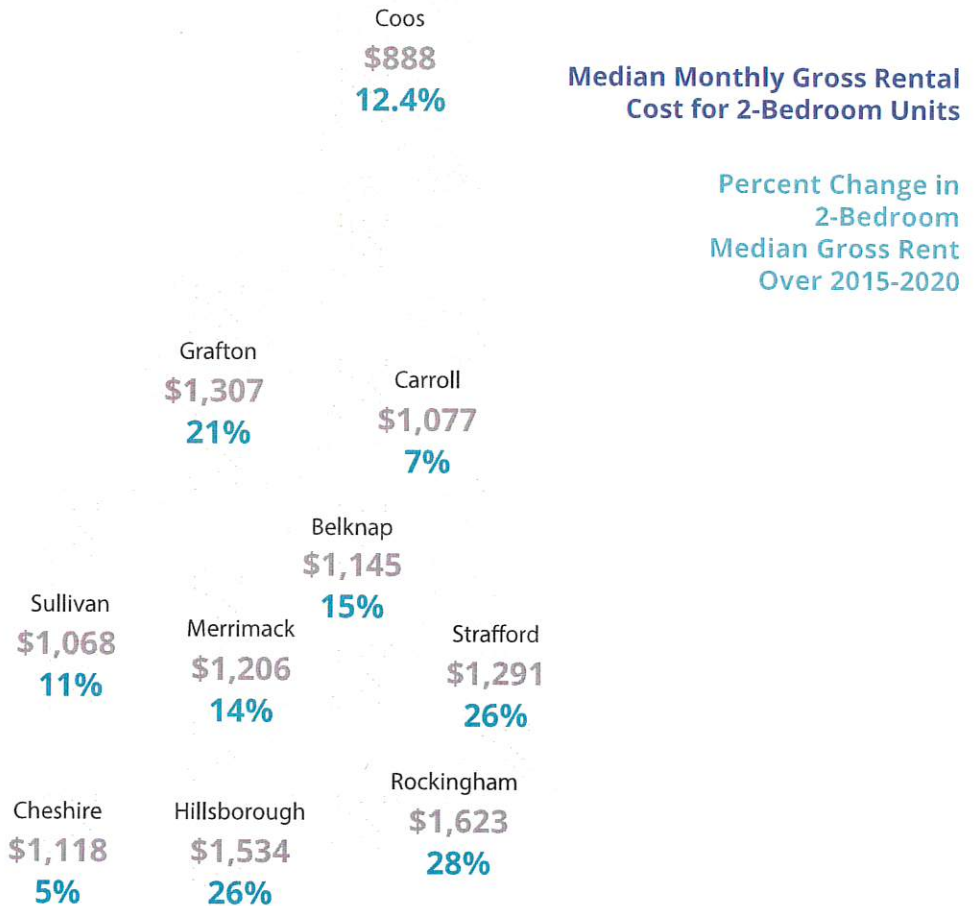 Coos
$888
12.4%
Median Monthly Gross Rental
Cost for 2-Bedroom Units
Percent Change in
2-Bedroom
Median Gross Rent
Over 2015-2020
Grafton
$1,307
21%
Carroll
$1,077
7%
Belknap
$1,145
15%
Sullivan
$1,068
11%
Merrimack
$1,206
14%
Strafford
$1,291
26%
Rockingham
$1,623
28%
Cheshire
$1,118
5%
Hillsborough
$1,534
26%